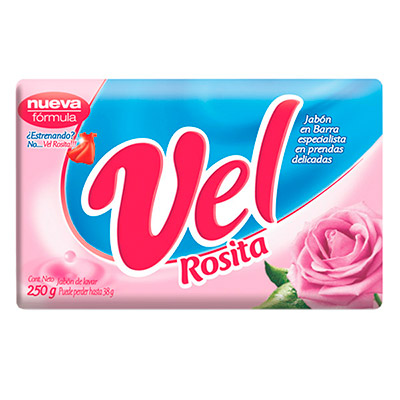 nueva
fórmula
¿Estrenando?
No... Vel Rosita!!!
Vel
Rosita
Jabón
en Barra
especialista
en prendas
delicadas
Cont. Neto Jabón de lavar
250 g Puede perder hasta 38 g